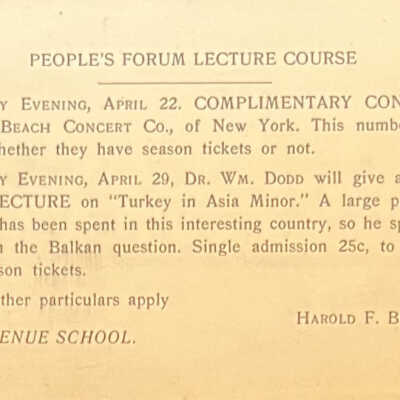 PEOPLE'S FORUM LECTURE COURSE
Y EVENING, APRIL 22. COMPLIMENTARY CON
BEACH CONCERT CO., of New York. This numb
hether they have season tickets or not.
Y EVENING, APRIL 29, DR. WM. DODD will give a
ECTURE on "Turkey in Asia Minor." A large p
has been spent in this interesting country, so he s
n the Balkan question. Single admission 25c, to
son tickets.
ther particulars apply
HAROLD F. B
ENUE SCHOOL.